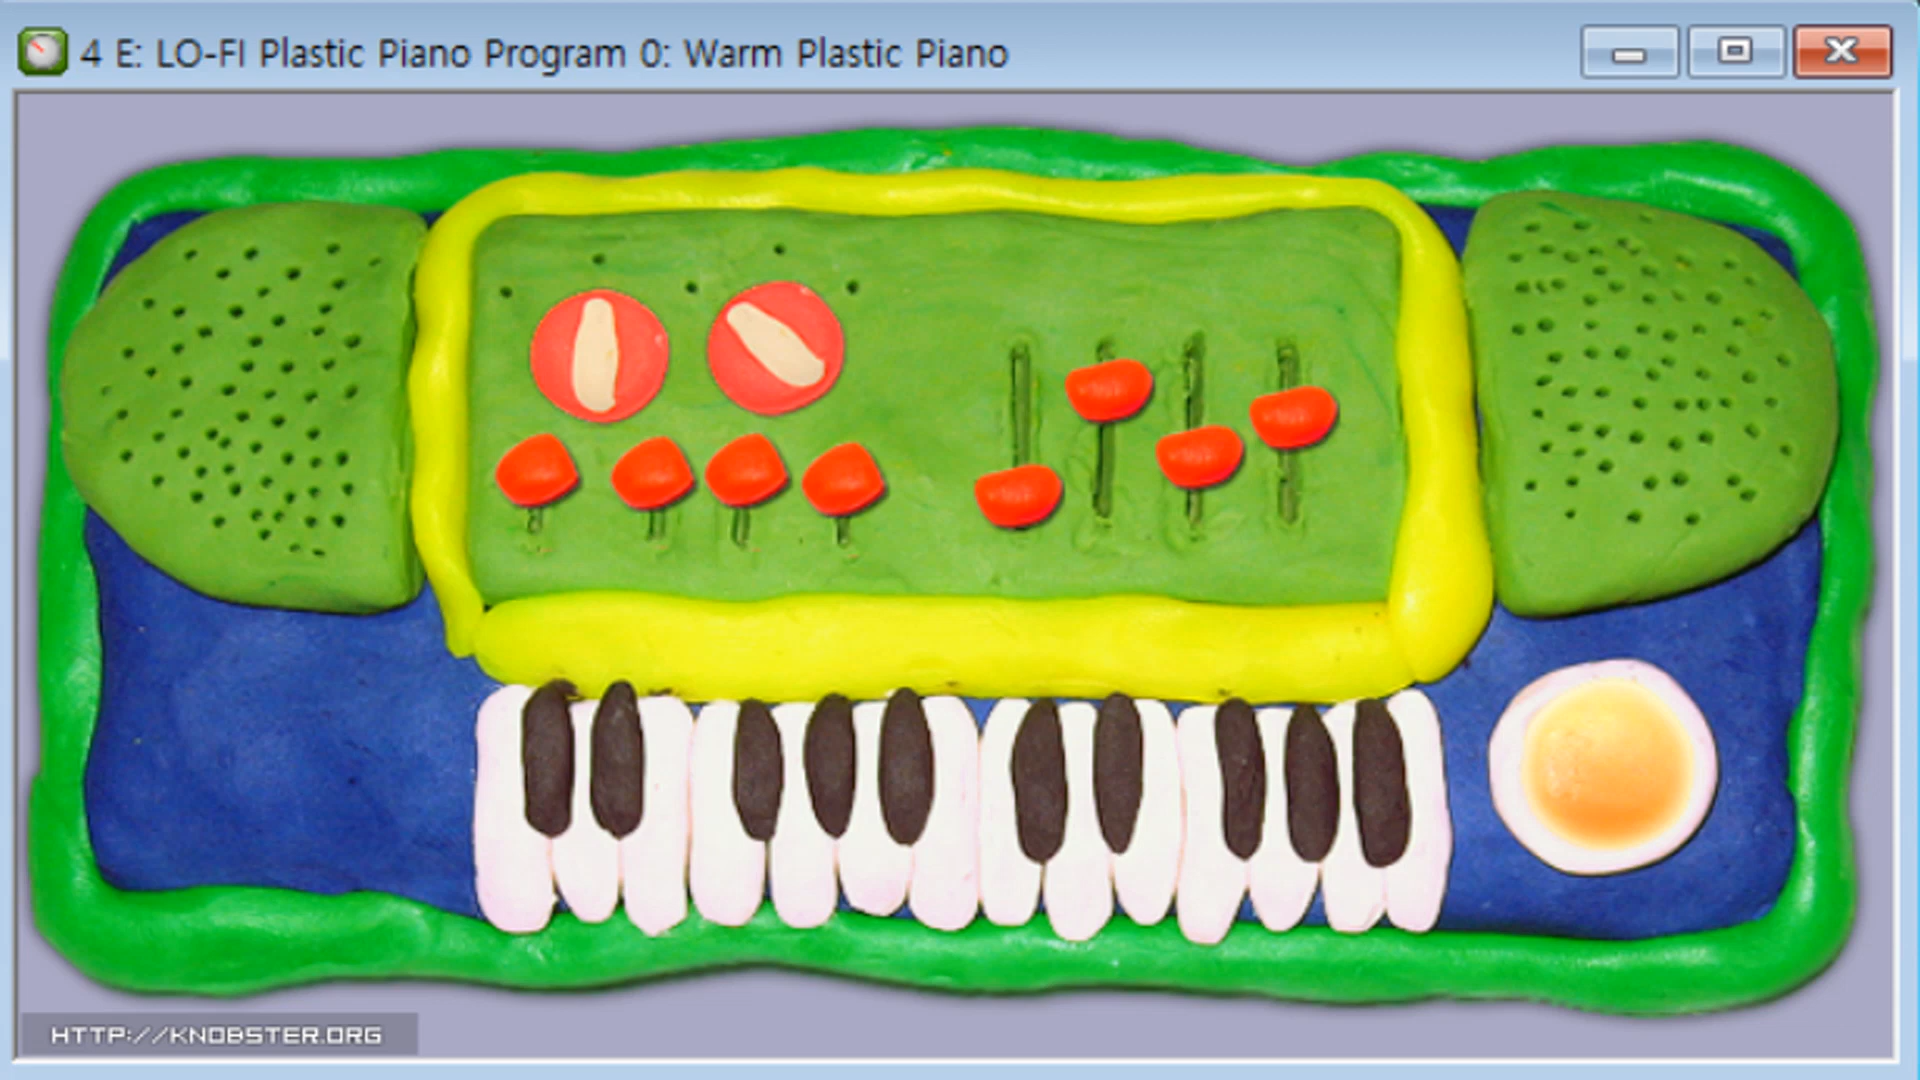 4 E: LO-FI Plastic Piano Program 0: Warm Plastic Piano
HTTP://KNOBSTER.ORG